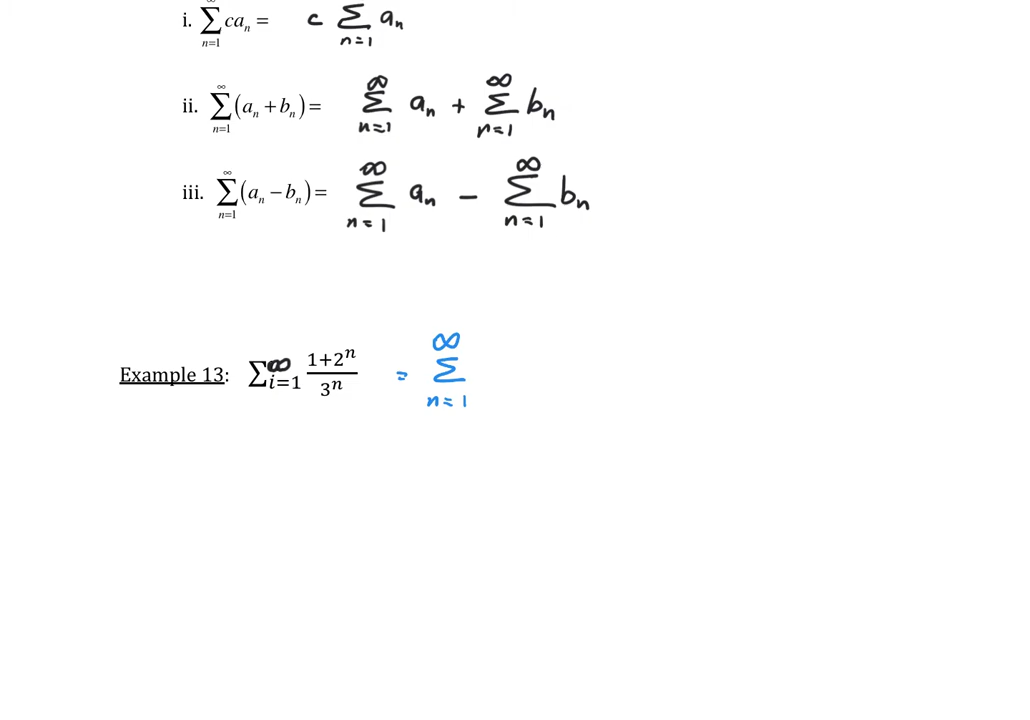 i. ∞∑n=1 ca_n = c ∑n=1 a_n
ii. ∞∑n=1 (a_n + b_n) = ∞∑n=1 a_n + ∞∑n=1 b_n
iii. ∞∑n=1 (a_n − b_n) = ∞∑n=1 a_n − ∞∑n=1 b_n
Example 13: ∑∞i=1 (1+2^n)/(3^n) = ∞∑n=1